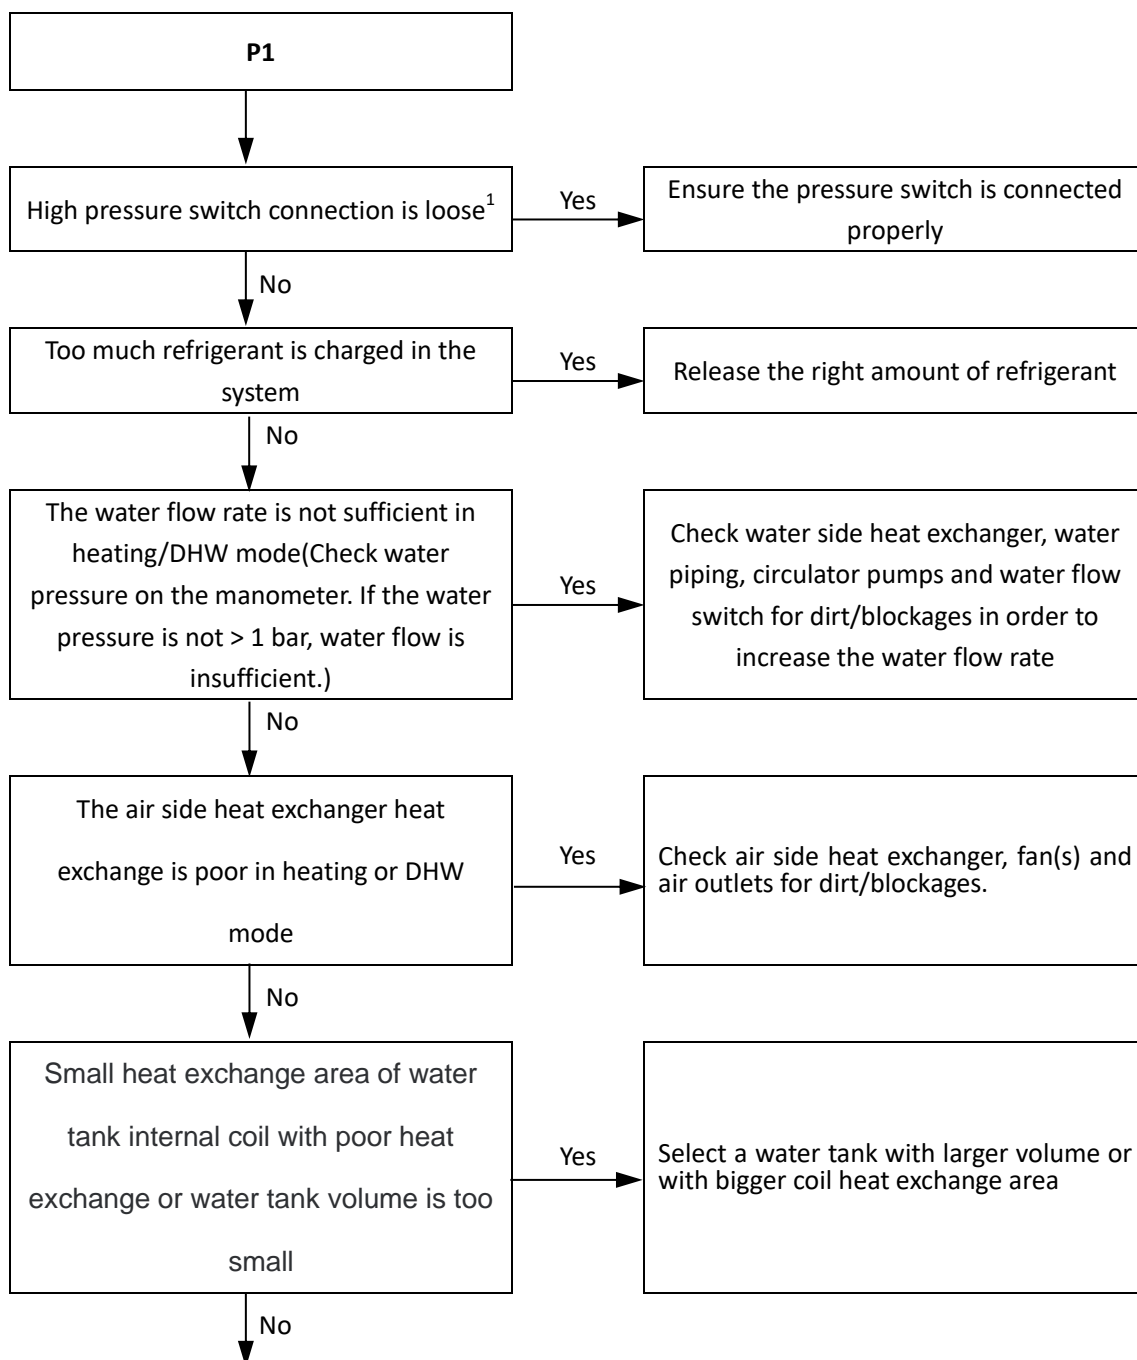 P1
High pressure switch connection is loose1
Yes
Ensure the pressure switch is connected
properly
No
Too much refrigerant is charged in the
system
Yes
Release the right amount of refrigerant
No
The water flow rate is not sufficient in
heating/DHW mode(Check water
pressure on the manometer. If the water
pressure is not > 1 bar, water flow is
insufficient.)
Yes
Check water side heat exchanger, water
piping, circulator pumps and water flow
switch for dirt/blockages in order to
increase the water flow rate
No
The air side heat exchanger heat
exchange is poor in heating or DHW
mode
Yes
Check air side heat exchanger, fan(s) and
air outlets for dirt/blockages.
No
Small heat exchange area of water
tank internal coil with poor heat
exchange or water tank volume is too
small
Yes
Select a water tank with larger volume or
with bigger coil heat exchange area
No